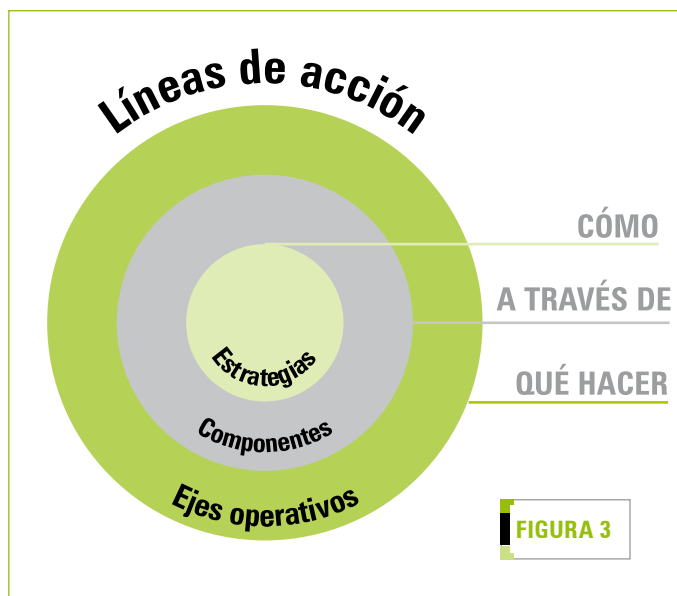 Líneas de acción
CÓMO
A TRAVÉS DE
QUÉ HACER
Estrategias
Componentes
Ejes operativos
FIGURA 3